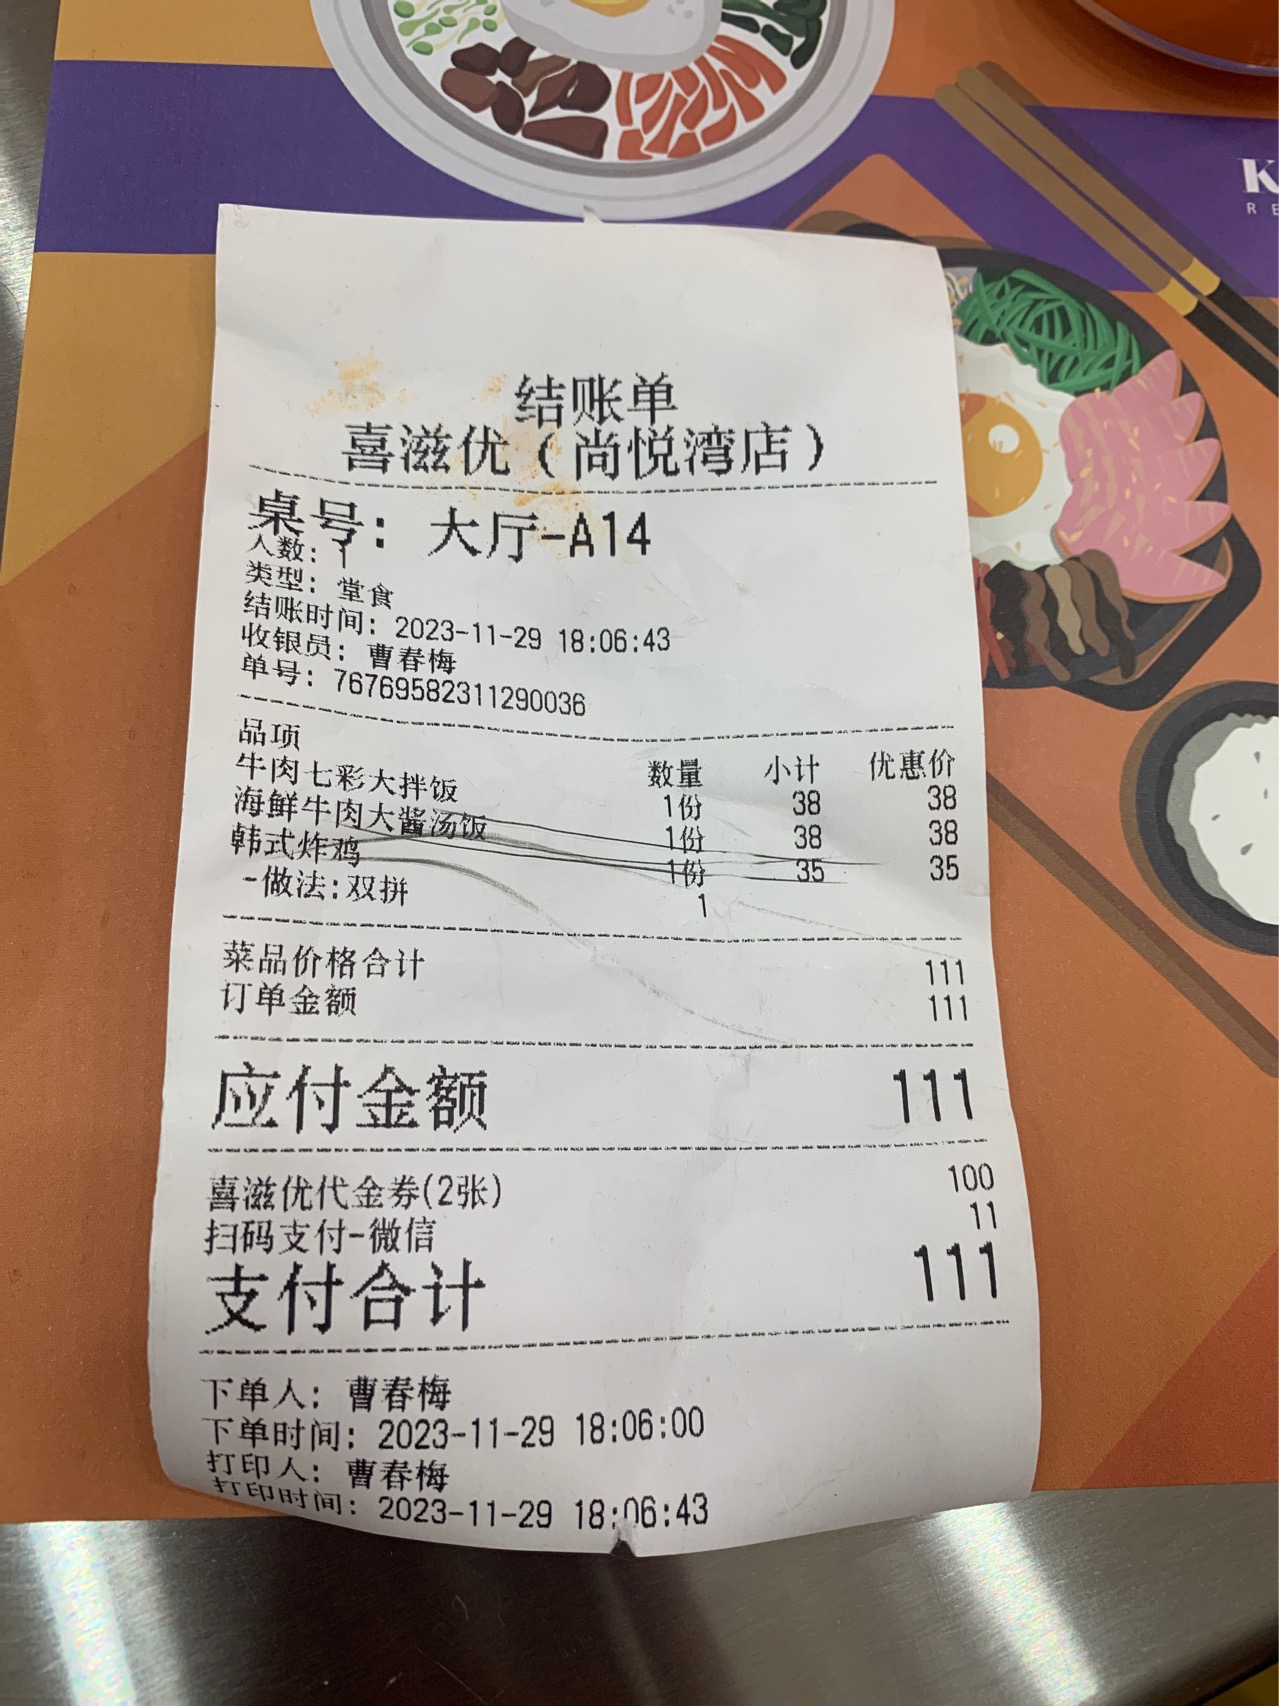 K
RE
结账单
喜滋优（尚悦湾店）
桌号: 大厅-A14
人数: 1
类型: 堂食
结账时间: 2023-11-29 18:06:43
收银员: 曹春梅
单号: 76769582311290036
品项 数量 小计 优惠价
牛肉七彩大拌饭 1份 38 38
海鲜牛肉大酱汤饭 1份 38 38
韩式炸鸡 1份 35 35
-做法:双拼 1
菜品价格合计 111
订单金额 111
应付金额 111
喜滋优代金券(2张) 100
扫码支付-微信 11
支付合计 111
下单人: 曹春梅
下单时间: 2023-11-29 18:06:00
打印人: 曹春梅
打印时间: 2023-11-29 18:06:43